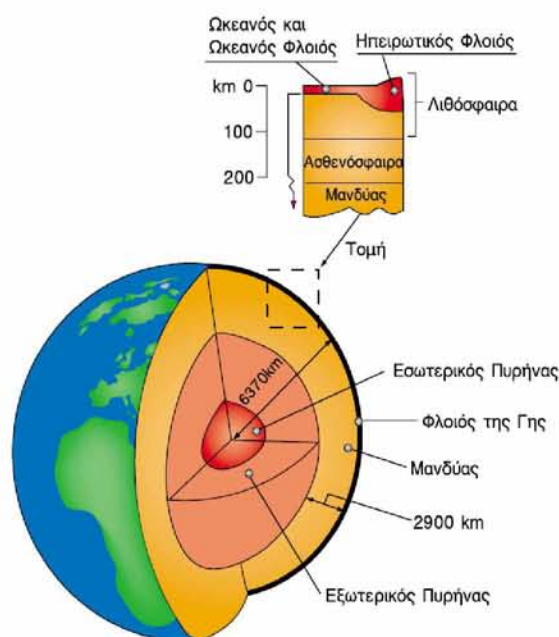 Ωκεανός και
Ωκεανός Φλοιός
Ηπειρωτικός Φλοιός
km 0
100
200
Λιθόσφαιρα
Ασθενόσφαιρα
Μανδύας
Τομή
6370km
Εσωτερικός Πυρήνας
Φλοιός της Γης
Μανδύας
2900 km
Εξωτερικός Πυρήνας